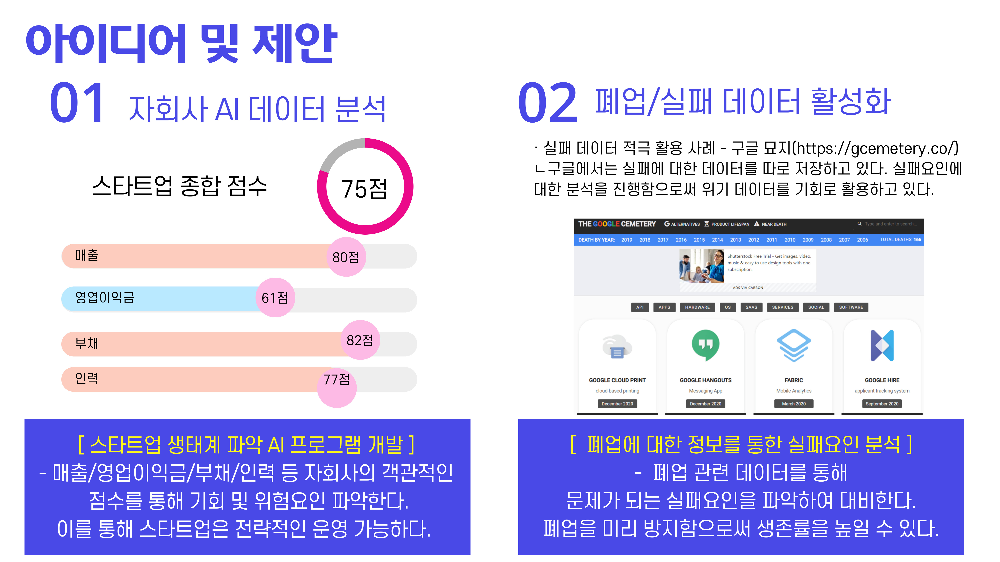 아이디어 및 제안
01 자회사 AI 데이터 분석
스타트업 종합 점수
75점
매출
80점
영엽이익금
61점
부채
82점
인력
77점
[ 스타트업 생태계 파악 AI 프로그램 개발 ]
- 매출/영업이익금/부채/인력 등 자회사의 객관적인
점수를 통해 기회 및 위험요인 파악한다.
이를 통해 스타트업은 전략적인 운영 가능하다.
02 폐업/실패 데이터 활성화
· 실패 데이터 적극 활용 사례 - 구글 묘지(https://gcemetery.co/)
ㄴ구글에서는 실패에 대한 데이터를 따로 저장하고 있다. 실패요인에
대한 분석을 진행함으로써 위기 데이터를 기회로 활용하고 있다.
THE GOOGLE CEMETERY G ALTERNATIVES PRODUCT LIFESPAN NEAR DEATH Type and enter to search...
DEATH BY YEAR: 2019 2018 2017 2016 2015 2014 2013 2012 2011 2010 2009 2008 2007 2006 TOTAL DEATHS: 166
Shutterstock Free Trial - Get images, video,
music & easy to use design tools with one
subscription.
ADS VIA CARBON
API APPS HARDWARE OS SAAS SERVICES SOCIAL SOFTWARE
GOOGLE CLOUD PRINT
cloud-based printing
December 2020
GOOGLE HANGOUTS
Messaging App
December 2020
FABRIC
Mobile Analytics
March 2020
GOOGLE HIRE
applicant tracking system
September 2020
[ 폐업에 대한 정보를 통한 실패요인 분석 ]
- 폐업 관련 데이터를 통해
문제가 되는 실패요인을 파악하여 대비한다.
폐업을 미리 방지함으로써 생존률을 높일 수 있다.